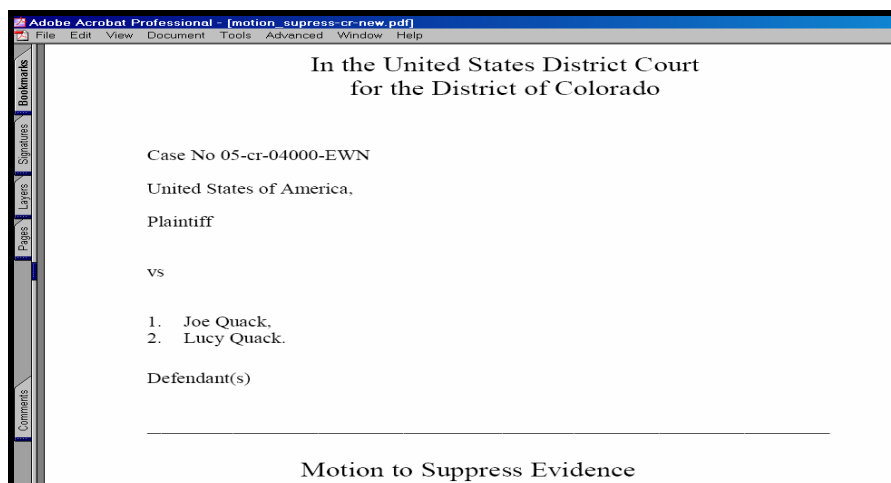 Adobe Acrobat Professional - [motion_supress-cr-new.pdf]
File Edit View Document Tools Advanced Window Help
Bookmarks
Signatures
Layers
Pages
Comments
In the United States District Court
for the District of Colorado
Case No 05-cr-04000-EWN
United States of America,
Plaintiff
vs
1. Joe Quack,
2. Lucy Quack.
Defendant(s)
Motion to Suppress Evidence